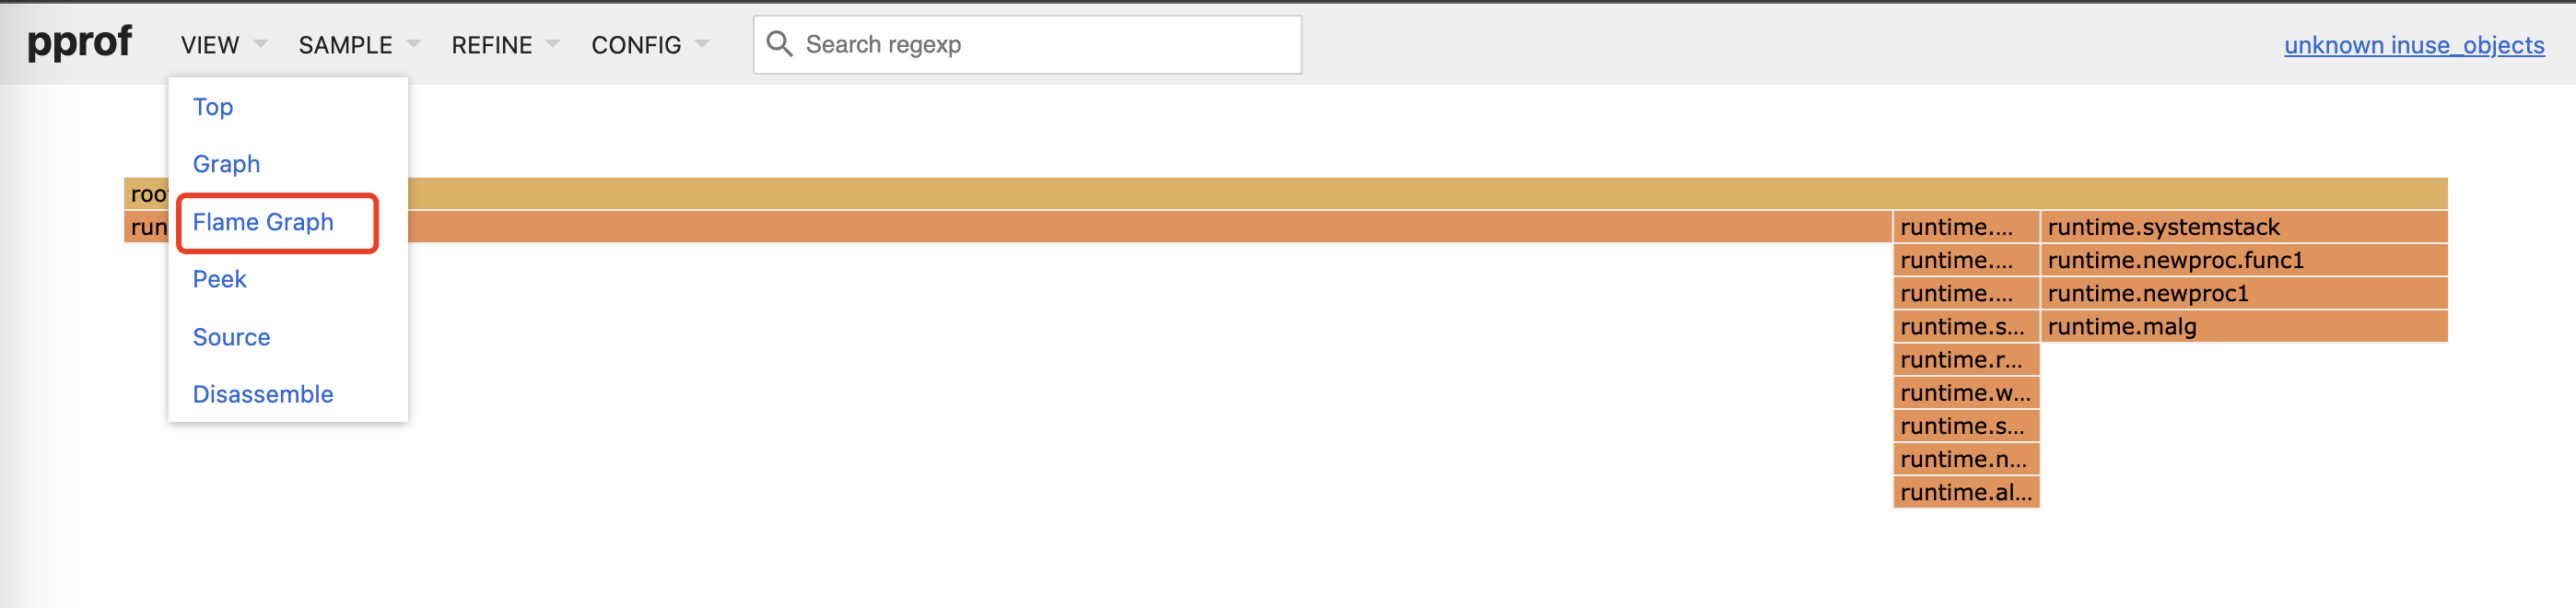 pprof VIEW SAMPLE REFINE CONFIG Search regexp unknown inuse_objects
Top
Graph
Flame Graph
Peek
Source
Disassemble
roo
run runtime.... runtime.systemstack
runtime.... runtime.newproc.func1
runtime.... runtime.newproc1
runtime.s... runtime.malg
runtime.r...
runtime.w...
runtime.s...
runtime.n...
runtime.al...